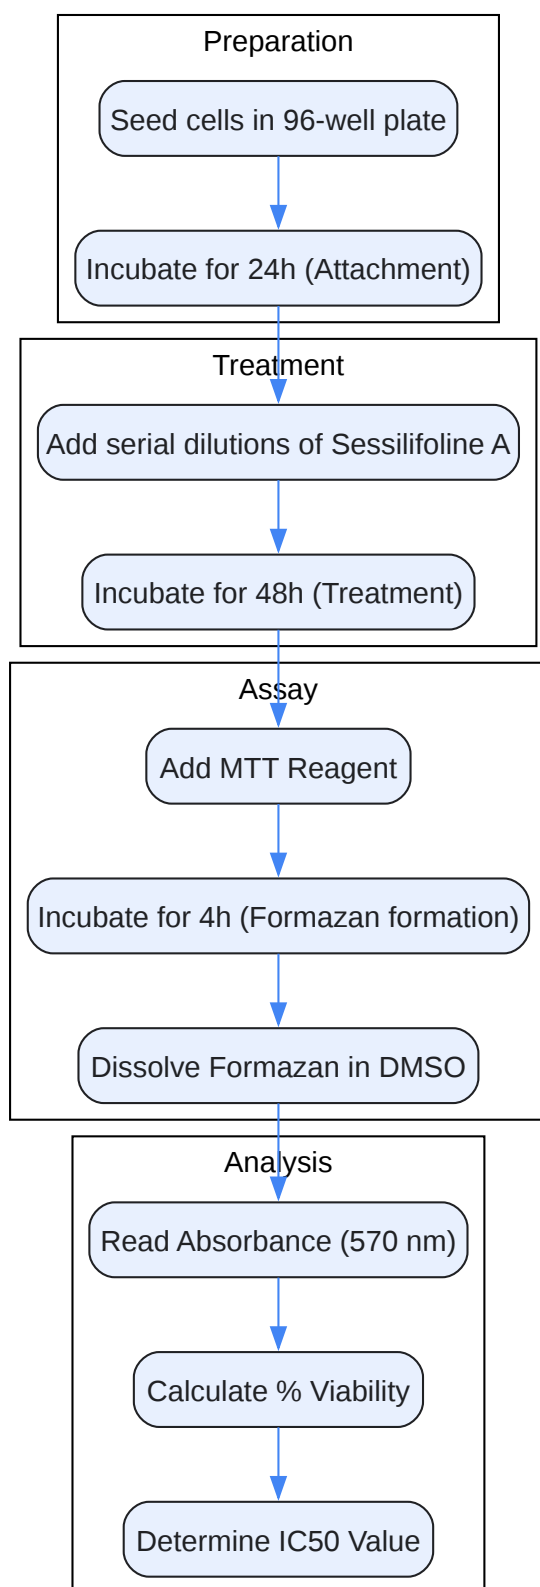 Preparation
Seed cells in 96-well plate
Incubate for 24h (Attachment)
Treatment
Add serial dilutions of Sessilifoline A
Incubate for 48h (Treatment)
Assay
Add MTT Reagent
Incubate for 4h (Formazan formation)
Dissolve Formazan in DMSO
Analysis
Read Absorbance (570 nm)
Calculate % Viability
Determine IC50 Value